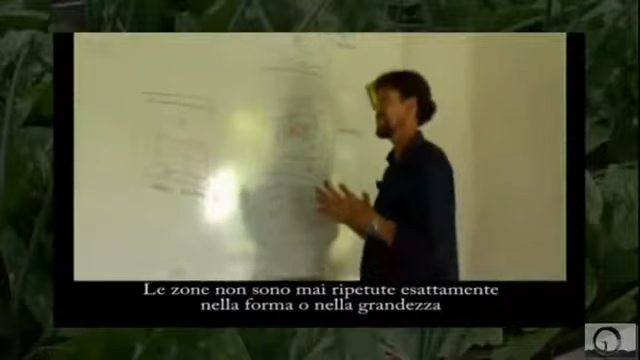 Le zone non sono mai ripetute esattamente
nella forma o nella grandezza